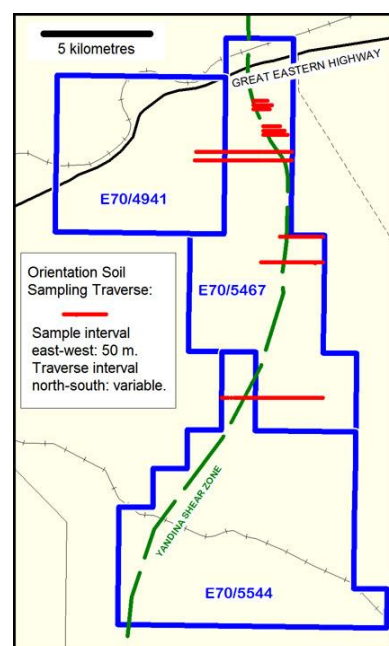 5 kilometres
GREAT EASTERN HIGHWAY
E70/4941
E70/5467
Orientation Soil
Sampling Traverse:
Sample interval
east-west: 50 m.
Traverse interval
north-south: variable.
YANDINA SHEAR ZONE
E70/5544